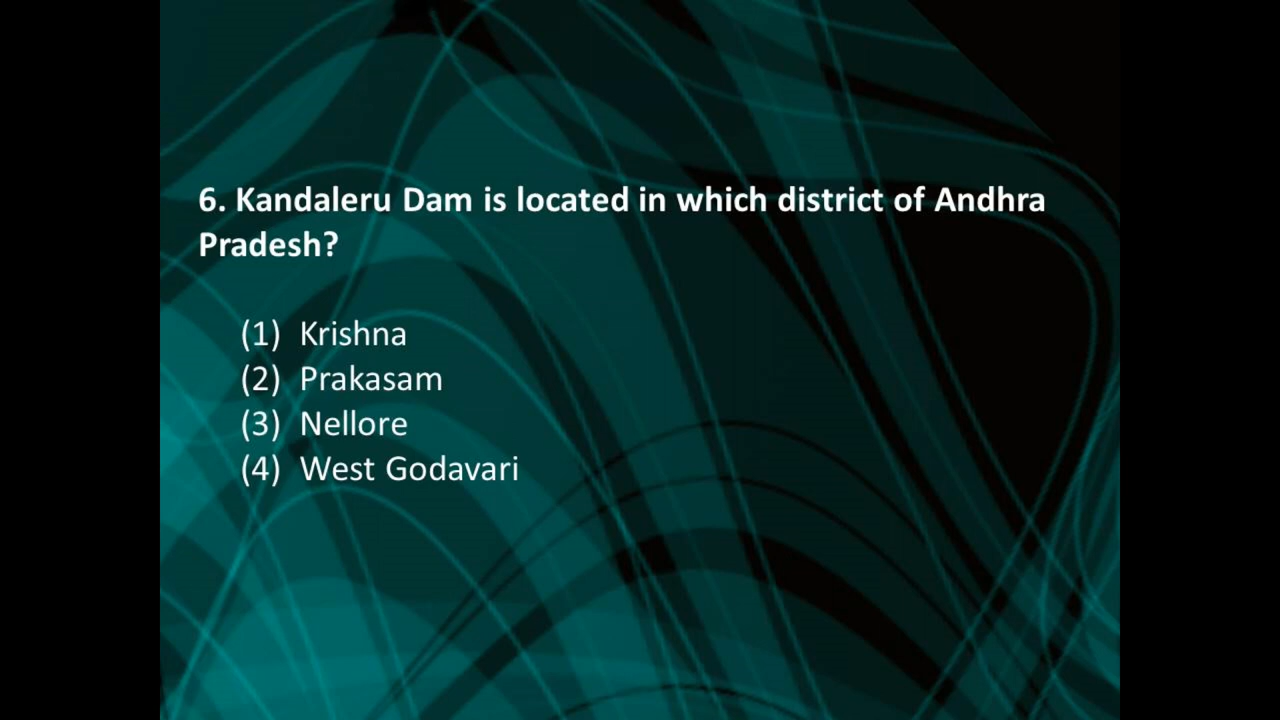 6. Kandaleru Dam is located in which district of Andhra
Pradesh?
(1) Krishna
(2) Prakasam
(3) Nellore
(4) West Godavari